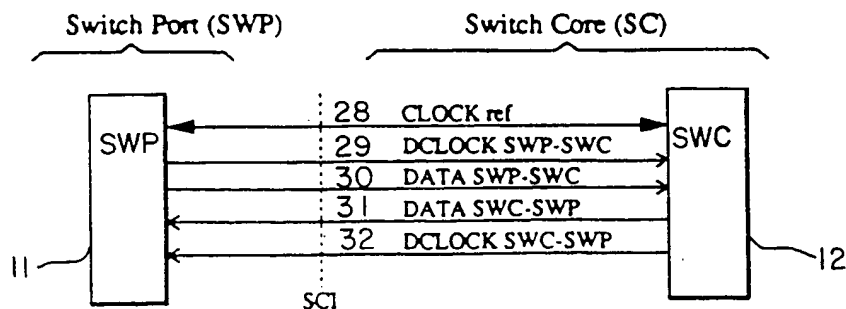 Switch Port (SWP) Switch Core (SC)
28 CLOCK ref
SWP SWC
29 DCLOCK SWP-SWC
30 DATA SWP-SWC
31 DATA SWC-SWP
32 DCLOCK SWC-SWP
11 12
SCI